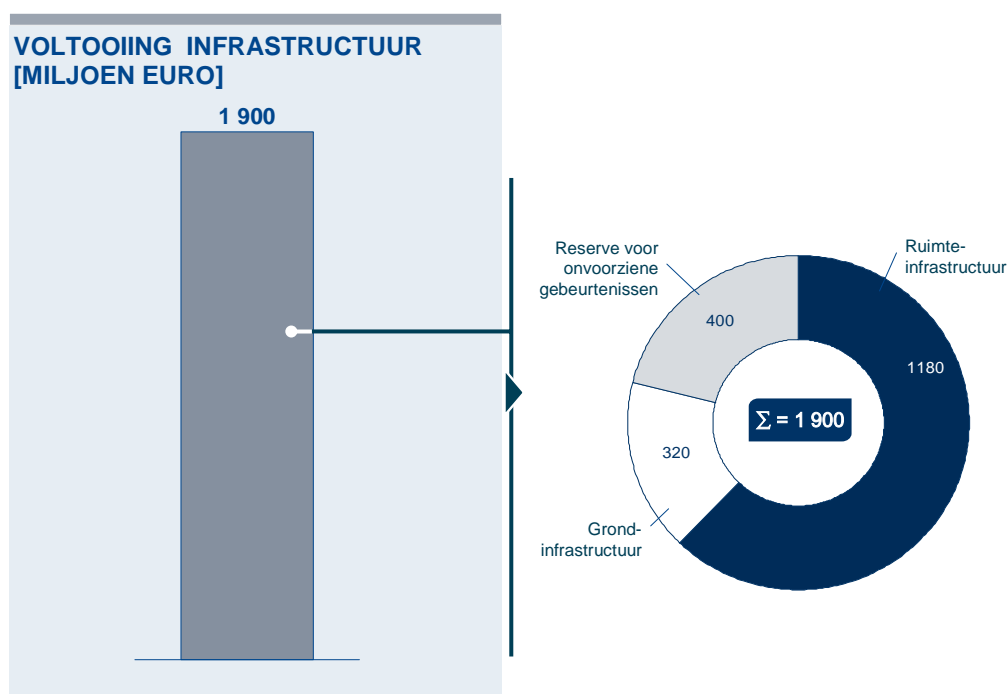 VOLTOOIING INFRASTRUCTUUR
[MILJOEN EURO]
1 900
Reserve voor
onvoorziene
gebeurtenissen
Ruimte-
infrastructuur
400
1180
Σ = 1 900
320
Grond-
infrastructuur